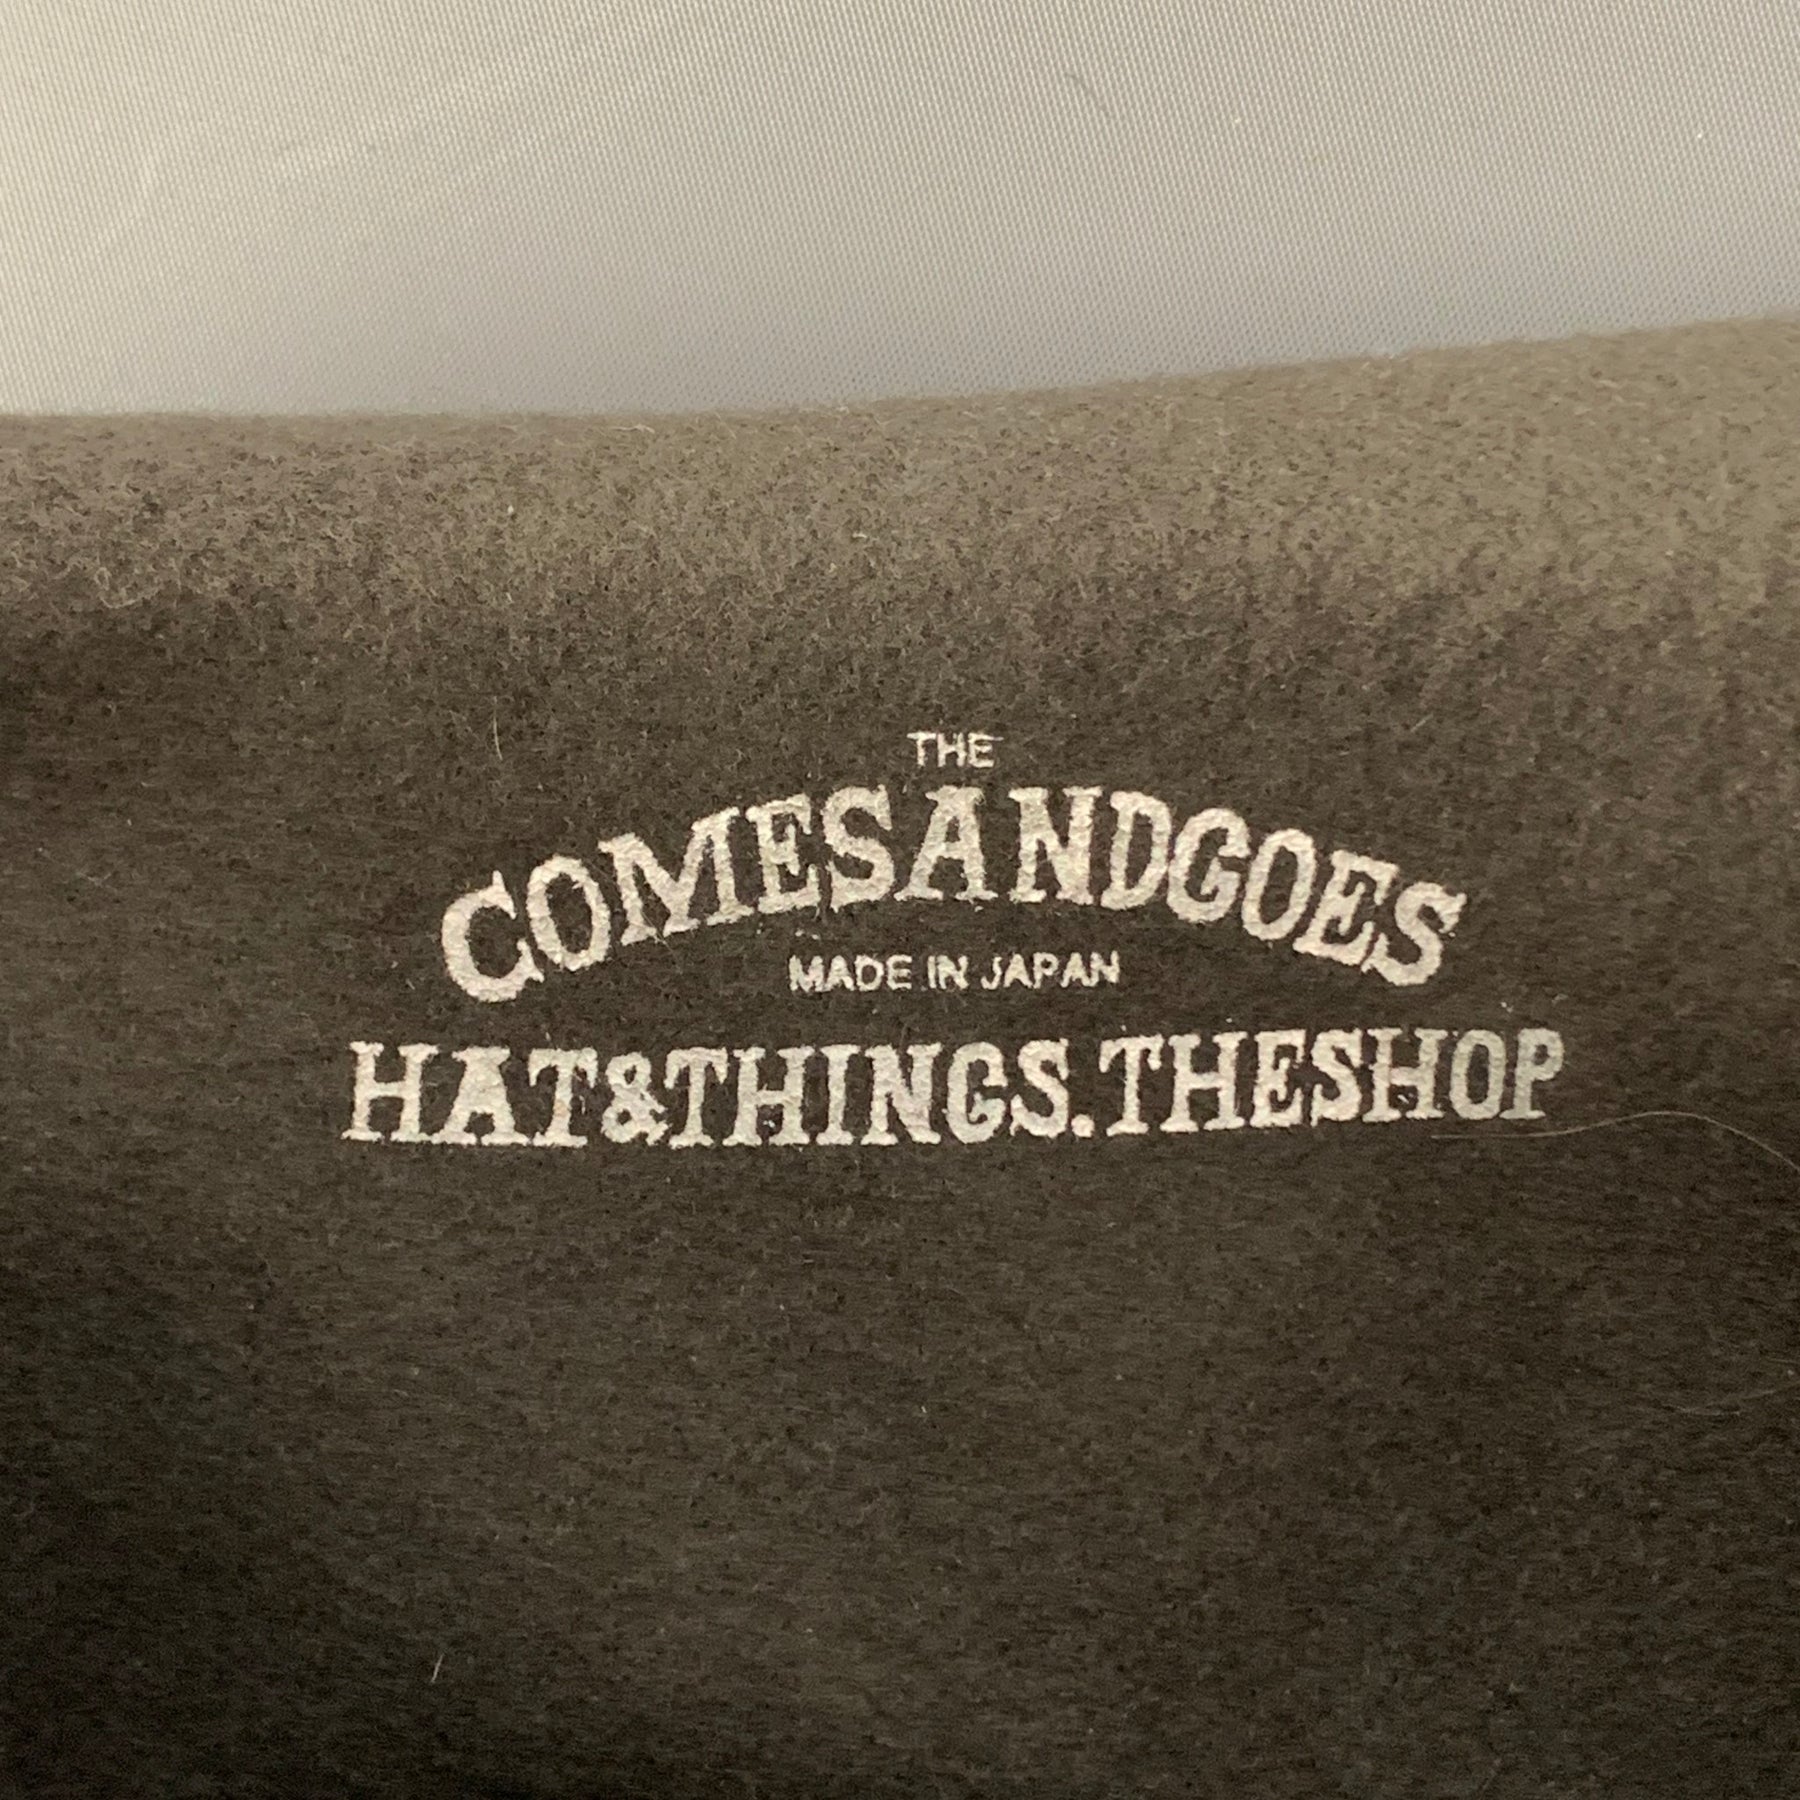 THE
COMESANDGOES
MADE IN JAPAN
HAT&THINGS.THESHOP